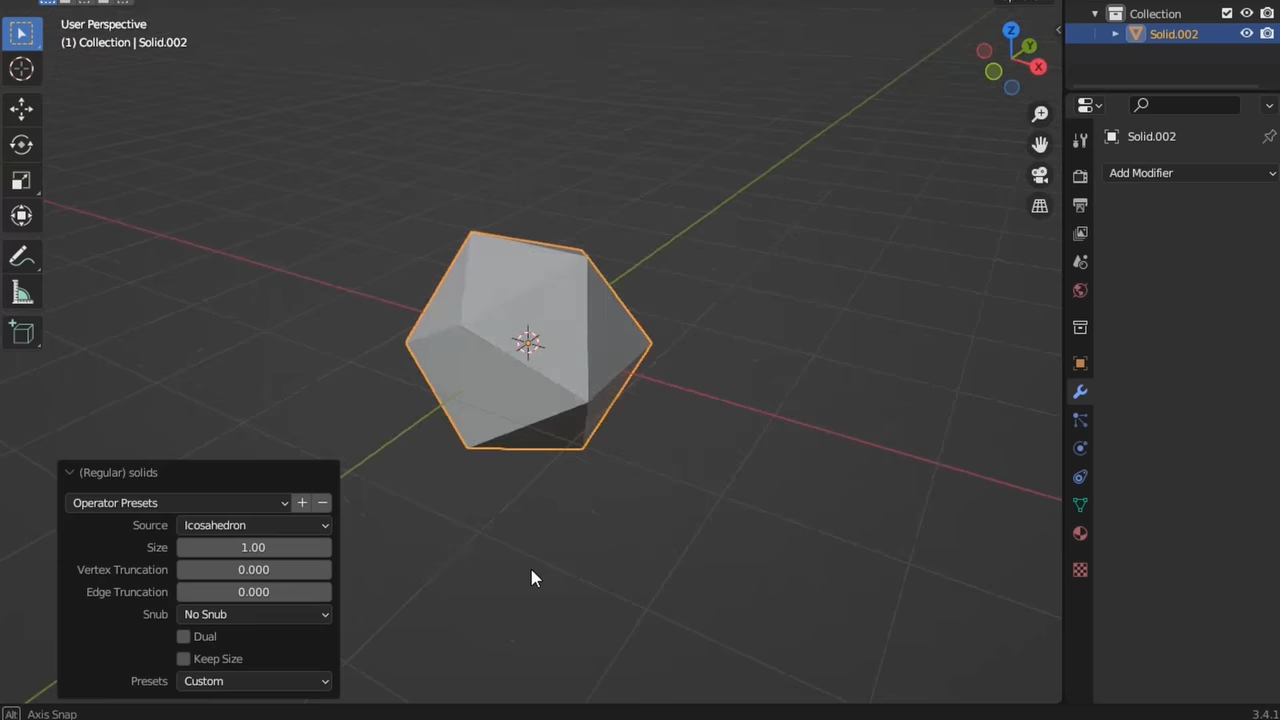 User Perspective
(1) Collection | Solid.002
Z
Y
X
Collection
Solid.002
Solid.002
Add Modifier
(Regular) solids
Operator Presets
Source Icosahedron
Size 1.00
Vertex Truncation 0.000
Edge Truncation 0.000
Snub No Snub
Dual
Keep Size
Presets Custom
Alt Axis Snap
3.4.1